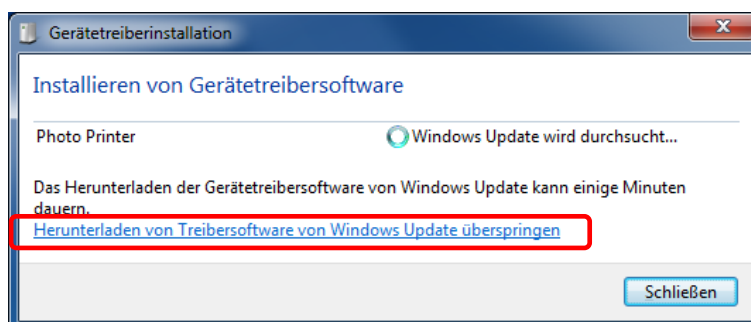 Gerätetreiberinstallation
Installieren von Gerätetreibersoftware
Photo Printer Windows Update wird durchsucht...
Das Herunterladen der Gerätetreibersoftware von Windows Update kann einige Minuten
dauern.
Herunterladen von Treibersoftware von Windows Update überspringen
Schließen